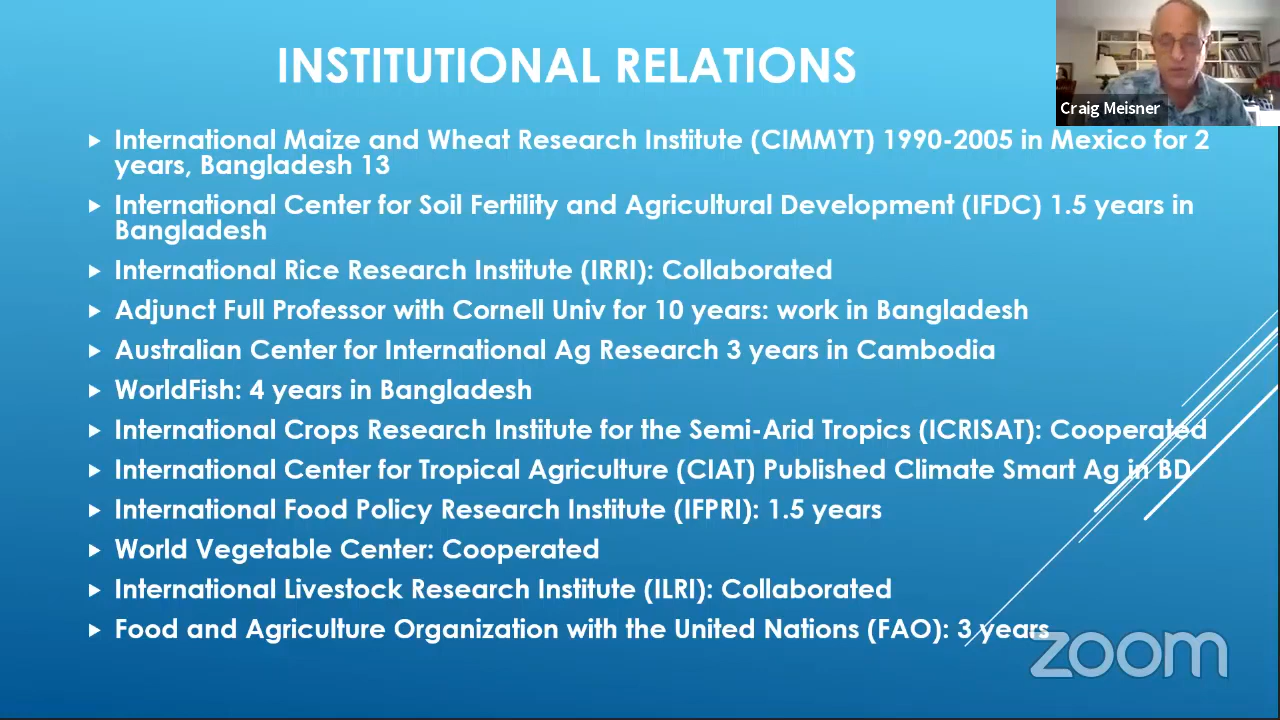 INSTITUTIONAL RELATIONS
Craig Meisner
International Maize and Wheat Research Institute (CIMMYT) 1990-2005 in Mexico for 2
years, Bangladesh 13
International Center for Soil Fertility and Agricultural Development (IFDC) 1.5 years in
Bangladesh
International Rice Research Institute (IRRI): Collaborated
Adjunct Full Professor with Cornell Univ for 10 years: work in Bangladesh
Australian Center for International Ag Research 3 years in Cambodia
WorldFish: 4 years in Bangladesh
International Crops Research Institute for the Semi-Arid Tropics (ICRISAT): Cooperated
International Center for Tropical Agriculture (CIAT) Published Climate Smart Ag in BD
International Food Policy Research Institute (IFPRI): 1.5 years
World Vegetable Center: Cooperated
International Livestock Research Institute (ILRI): Collaborated
Food and Agriculture Organization with the United Nations (FAO): 3 years
zoom